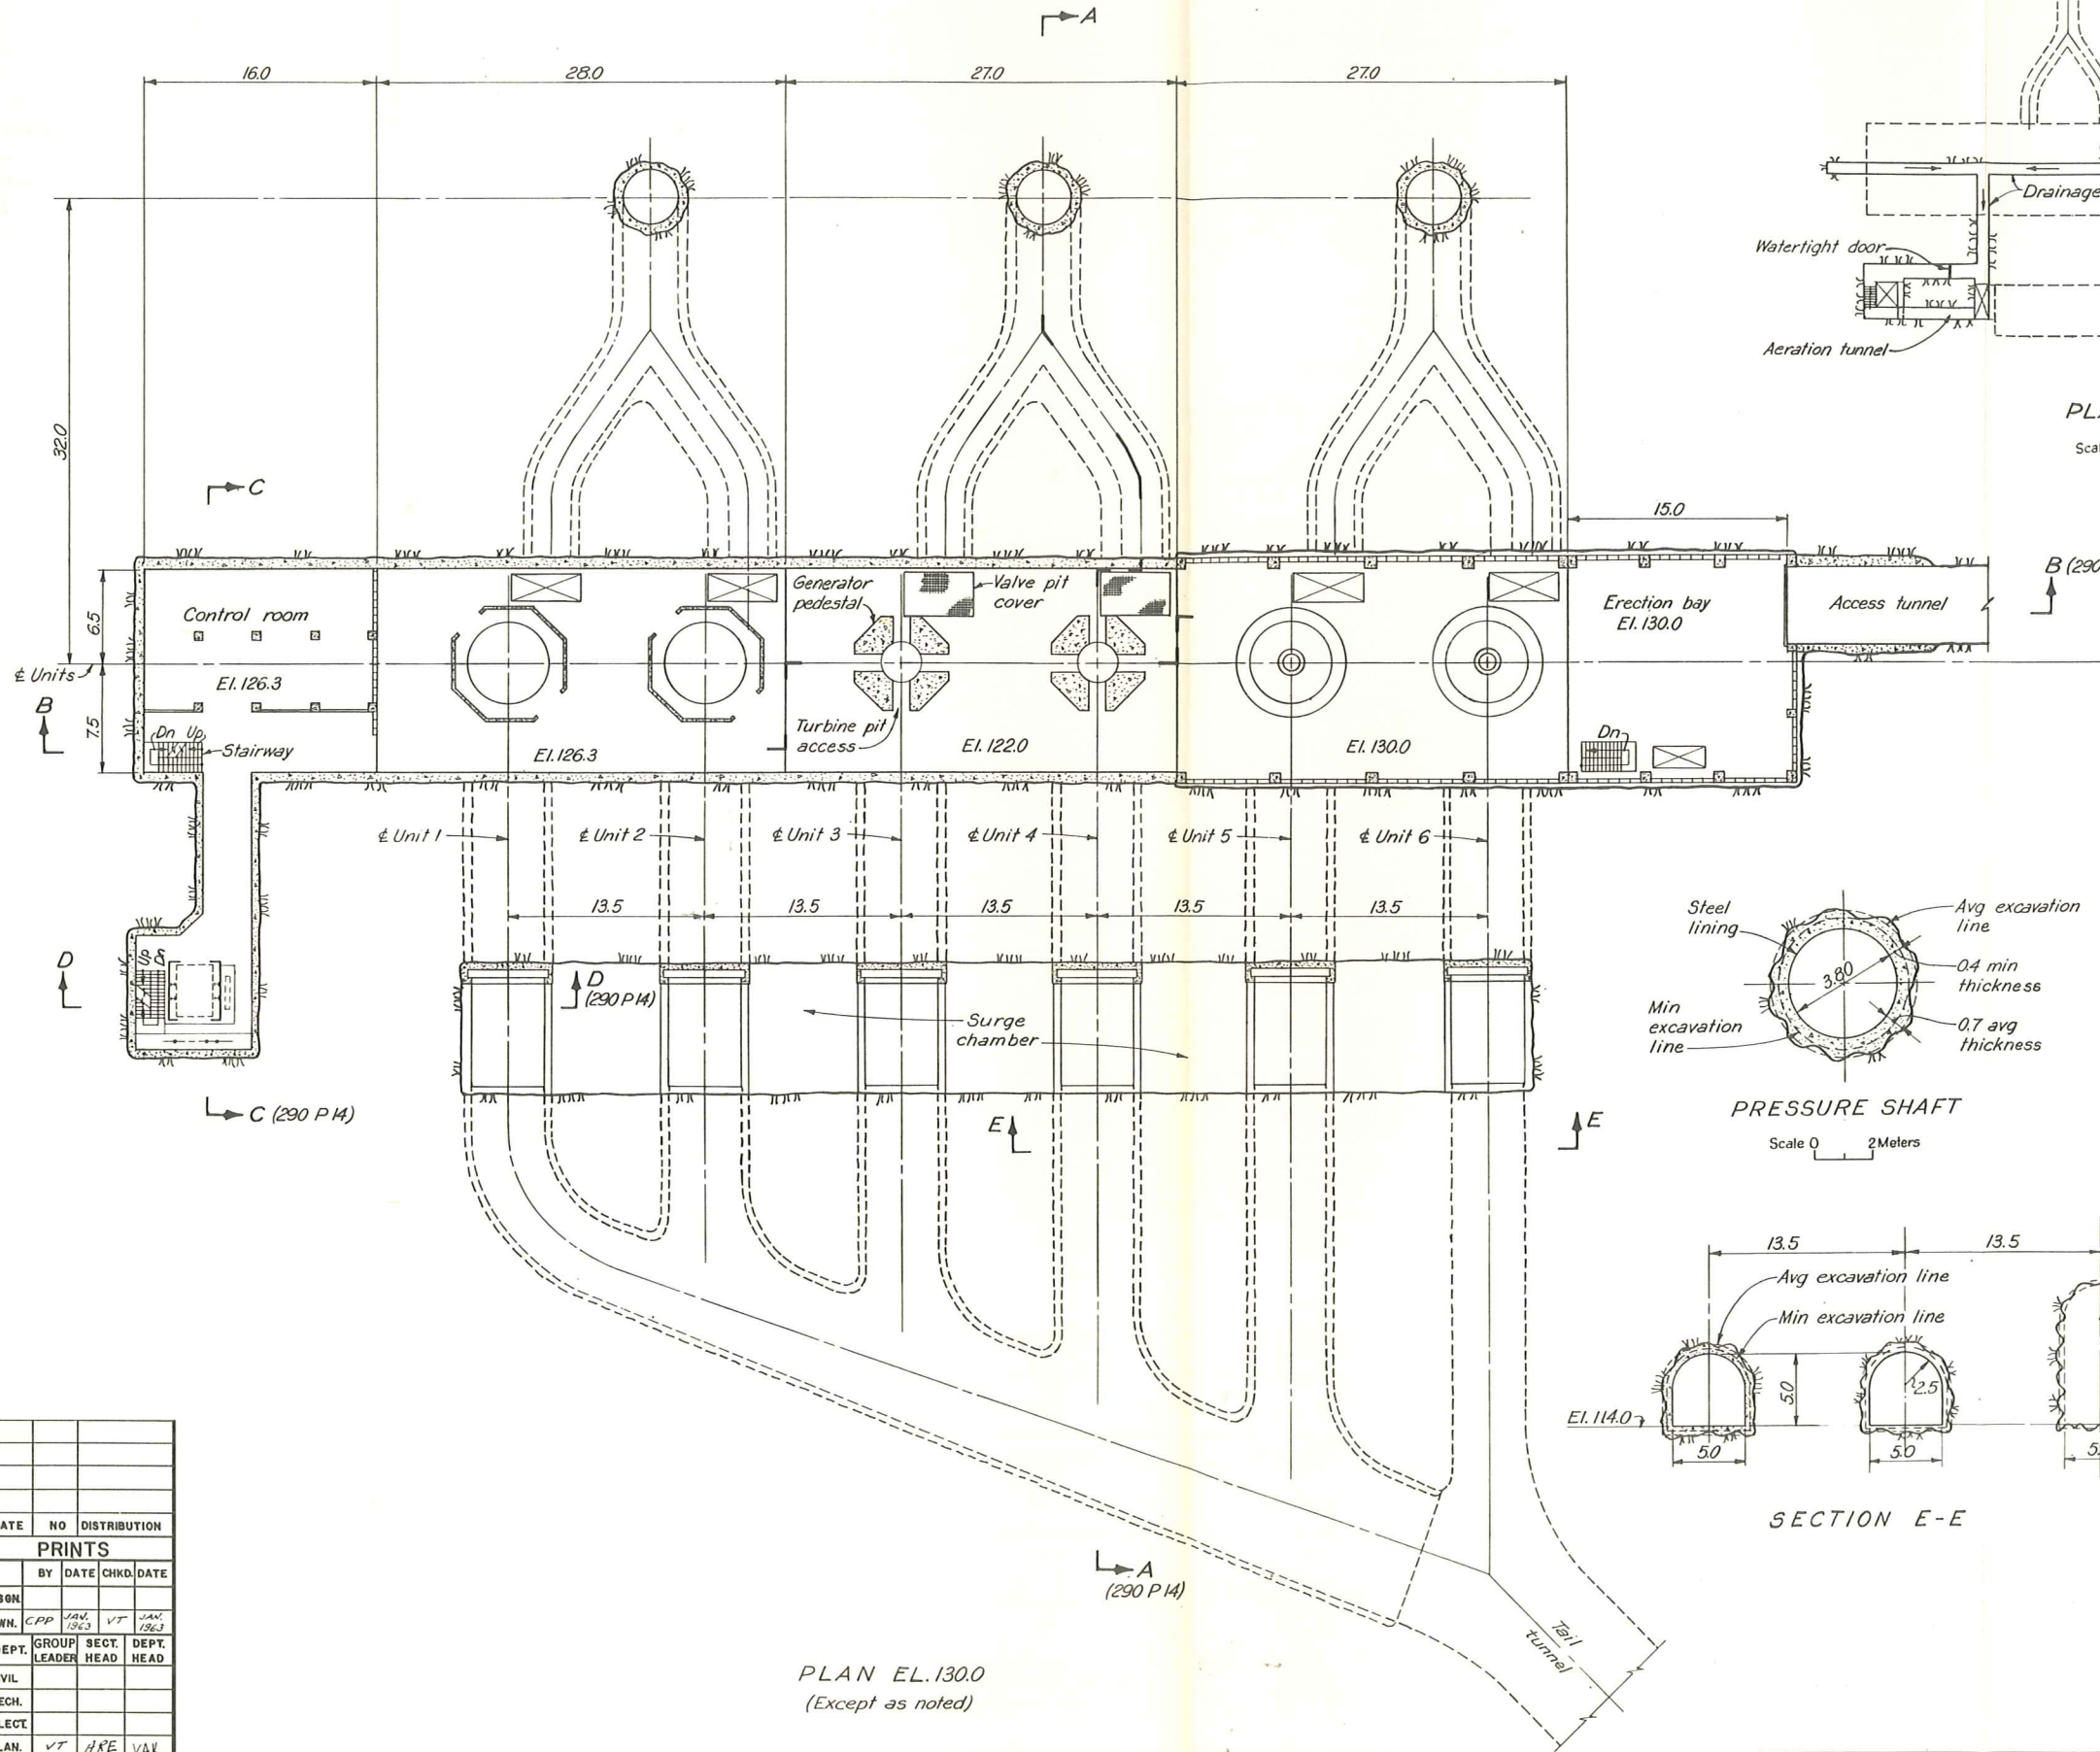 A
16.0
28.0
27.0
27.0
32.0
Drainage
Watertight door
Aeration tunnel
C
15.0
B
Control room
6.5
℄ Units
El. 126.3
B
7.5
Dn Up
Stairway
El. 126.3
Generator
pedestal
Valve pit
cover
Turbine pit
access
El. 122.0
El. 130.0
Erection bay
El. 130.0
Dn
Access tunnel
℄ Unit 1
℄ Unit 2
℄ Unit 3
℄ Unit 4
℄ Unit 5
℄ Unit 6
13.5
13.5
13.5
13.5
13.5
D
Up
Dn
D
(290 P 14)
Surge
chamber
C (290 P 14)
E
E
Steel
lining
Avg excavation
line
3.80
0.4 min
thickness
Min
excavation
line
0.7 avg
thickness
PRESSURE SHAFT
Scale 0 2 Meters
13.5
13.5
Avg excavation line
Min excavation line
5.0
2.5
El. 114.0
5.0
5.0
SECTION E-E
A
(290 P 14)
Tail
tunnel
PLAN EL. 130.0
(Except as noted)
NO DISTRIBUTION
PRINTS
BY DATE CHKD. DATE
CPP JAN. 1963 VT JAN. 1963
GROUP LEADER SECT. HEAD DEPT. HEAD
VT ARE